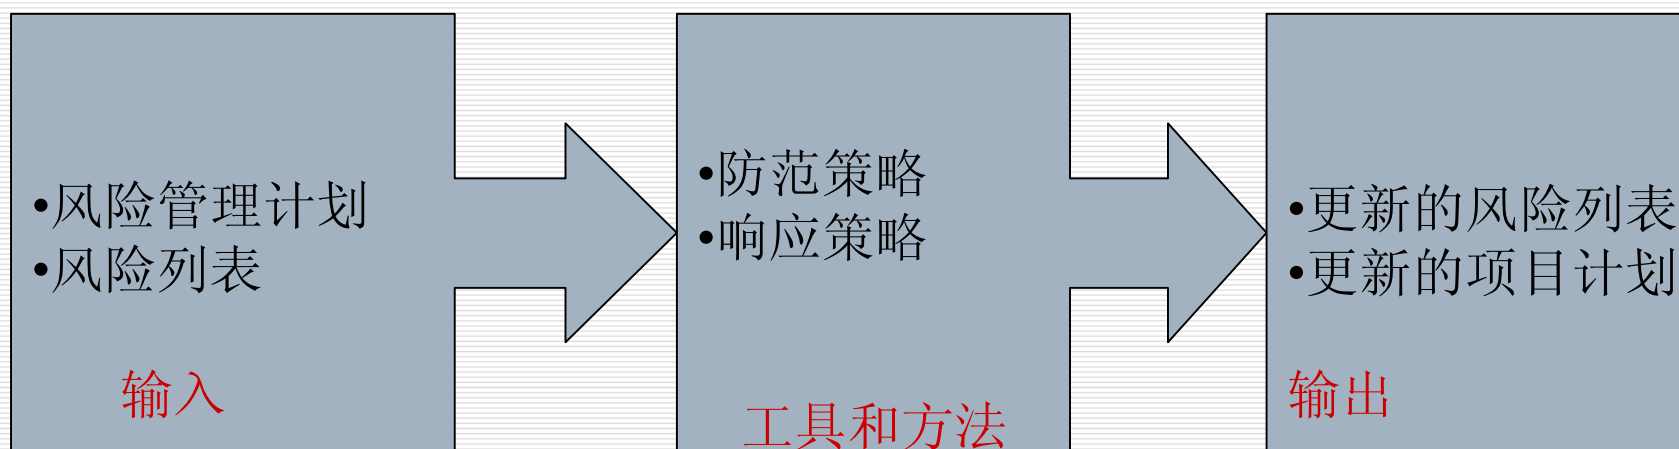 •风险管理计划
•风险列表
输入
•防范策略
•响应策略
工具和方法
•更新的风险列表
•更新的项目计划
输出